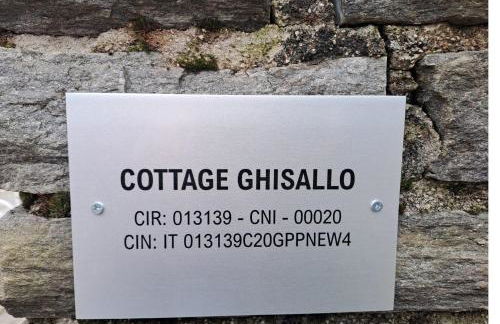 COTTAGE GHISALLO
CIR: 013139 - CNI - 00020
CIN: IT 013139C20GPPNEW4